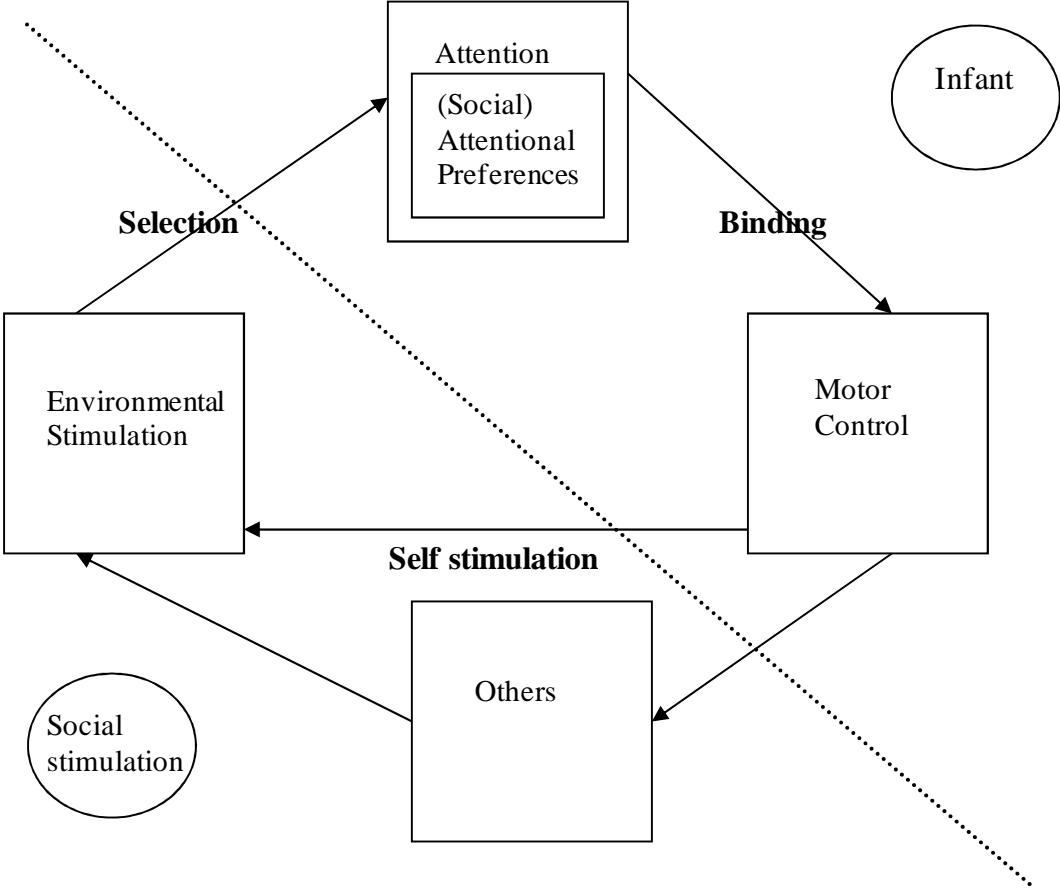 Attention
(Social)
Attentional
Preferences
Infant
Selection
Binding
Environmental
Stimulation
Motor
Control
Self stimulation
Others
Social
stimulation